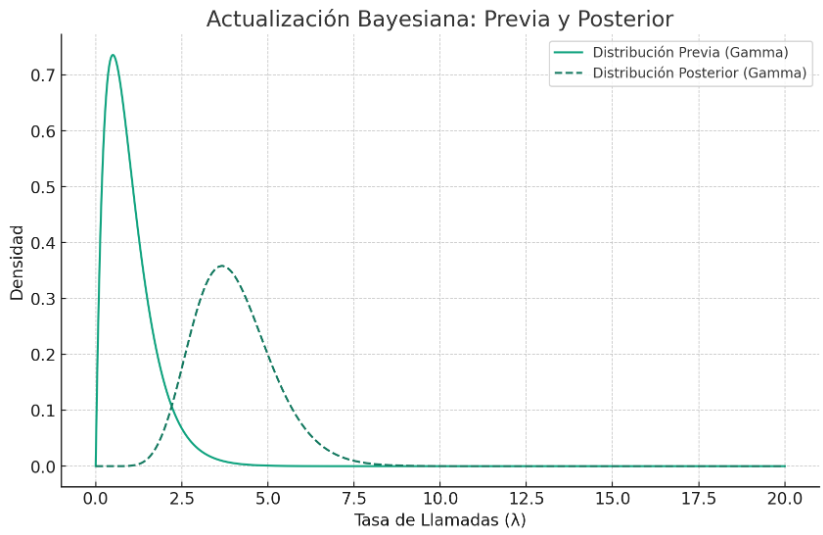 Actualización Bayesiana: Previa y Posterior
Distribución Previa (Gamma)
Distribución Posterior (Gamma)
Densidad
0.7
0.6
0.5
0.4
0.3
0.2
0.1
0.0
0.0 2.5 5.0 7.5 10.0 12.5 15.0 17.5 20.0
Tasa de Llamadas (λ)